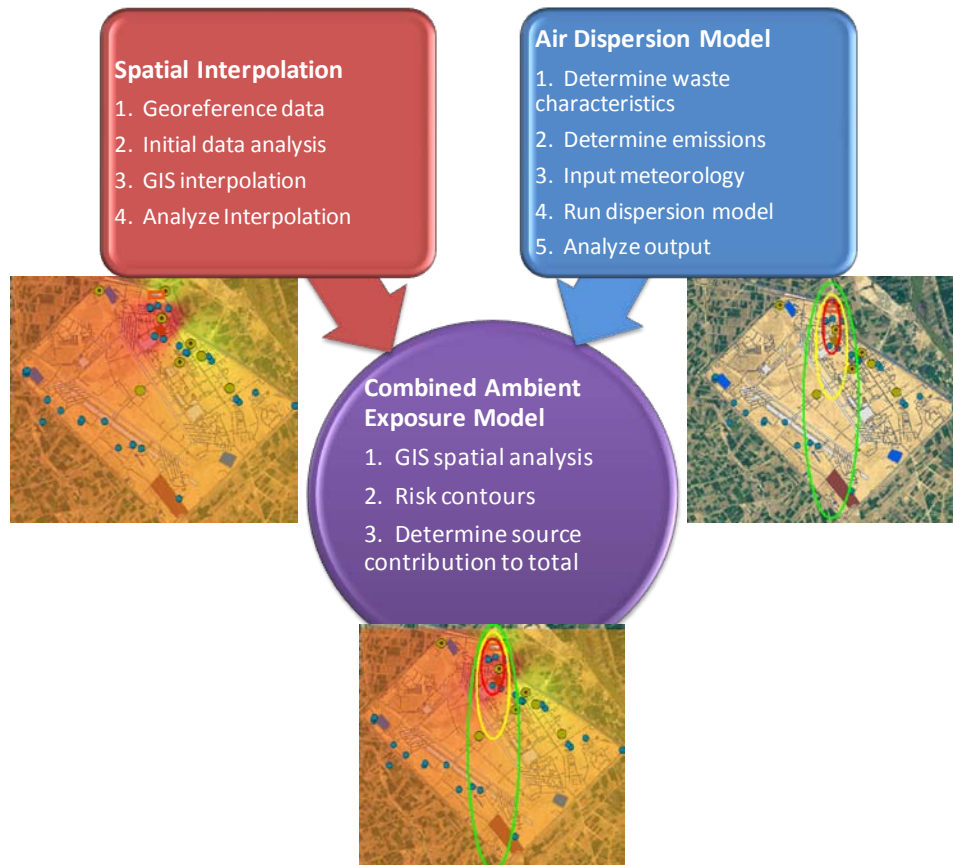 Spatial Interpolation
1. Georeference data
2. Initial data analysis
3. GIS interpolation
4. Analyze Interpolation
Air Dispersion Model
1. Determine waste
characteristics
2. Determine emissions
3. Input meteorology
4. Run dispersion model
5. Analyze output
Combined Ambient
Exposure Model
1. GIS spatial analysis
2. Risk contours
3. Determine source
contribution to total